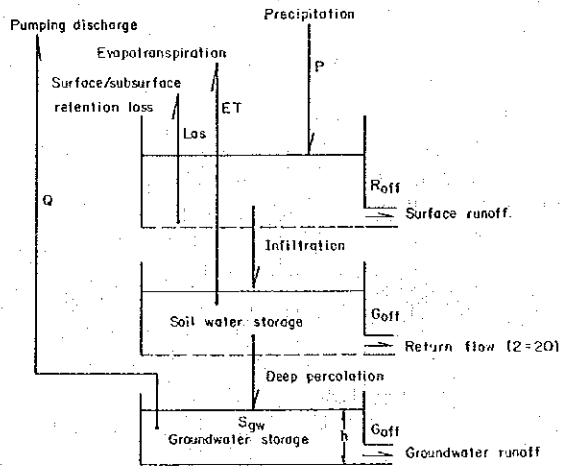 Pumping discharge
Precipitation
Evapotranspiration
Surface/subsurface
retention loss
P
ET
Los
Q
Roff
Surface runoff.
Infiltration
Soil water storage
Goff
Return flow (2=20)
Deep percolation
Sgw
Groundwater storage
h
Goff
Groundwater runoff